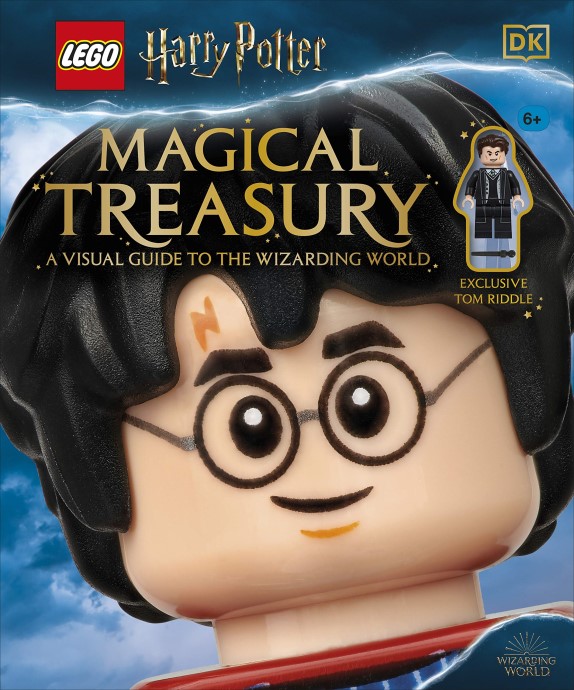 LEGO Harry Potter
DK
6+
MAGICAL
TREASURY
A VISUAL GUIDE TO THE WIZARDING WORLD
EXCLUSIVE
TOM RIDDLE
WIZARDING
WORLD